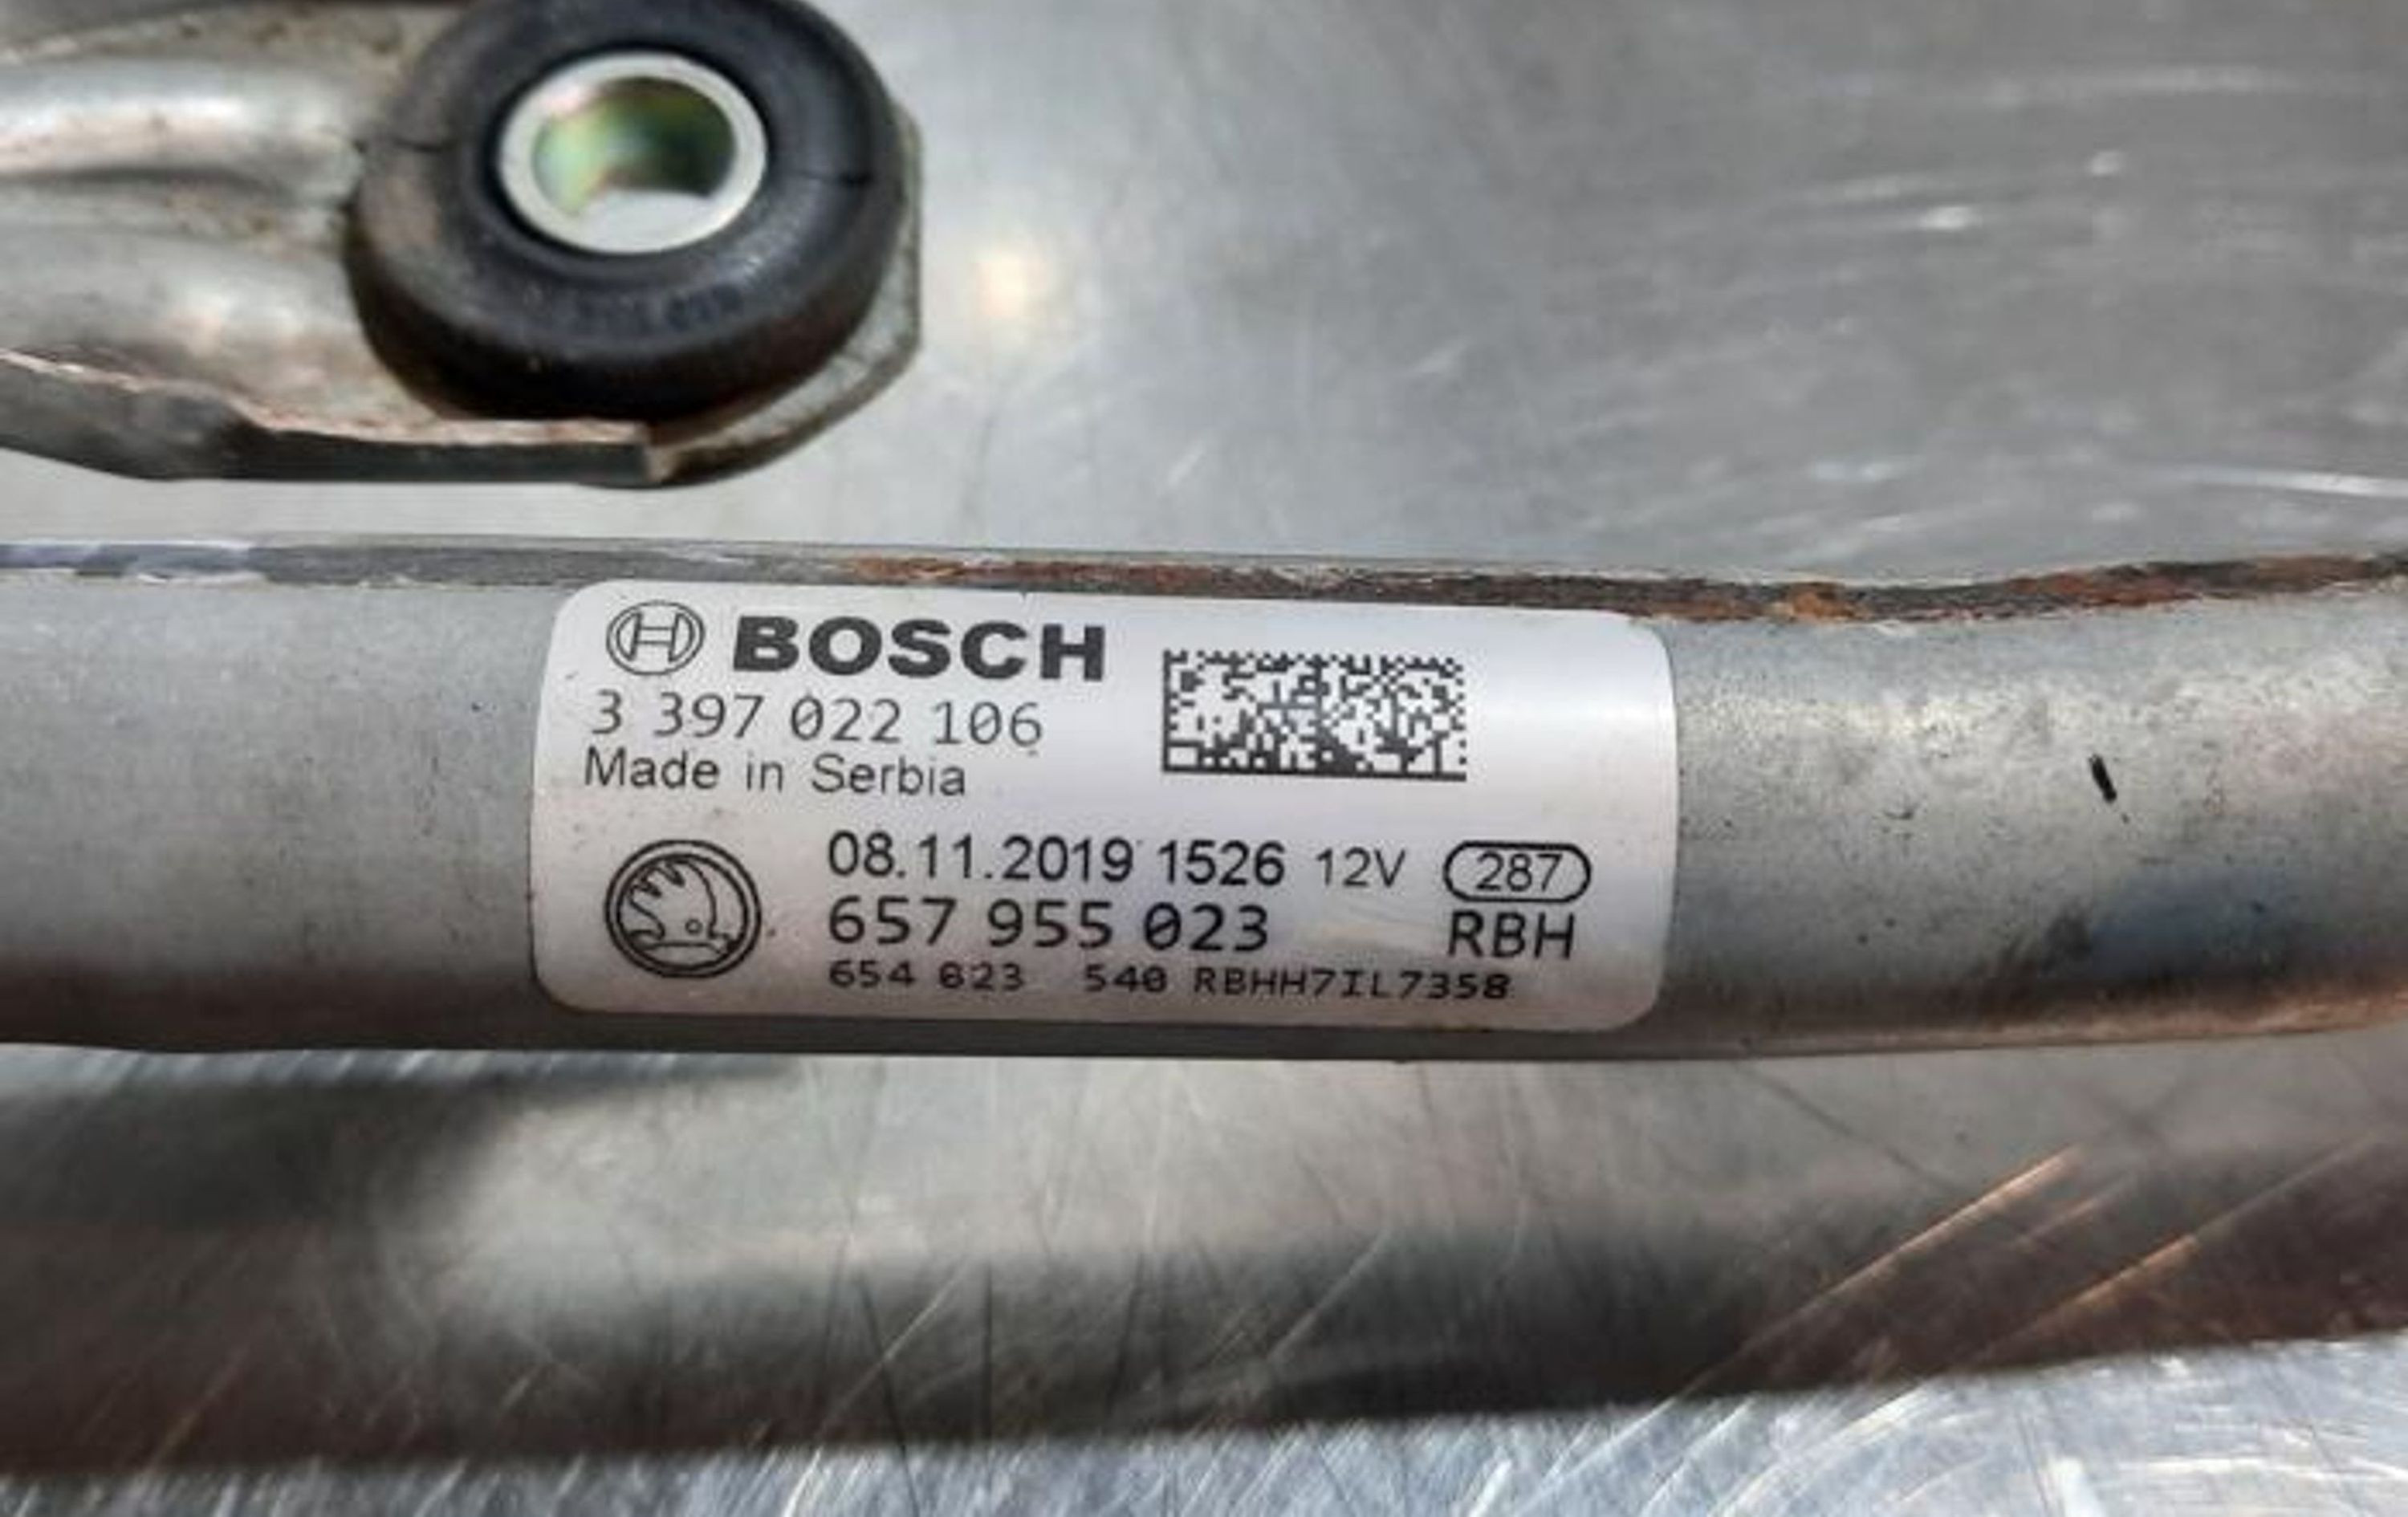 BOSCH
3 397 022 106
Made in Serbia
08.11.2019 1526 12V 287
657 955 023 RBH
654 023 540 RBHH7IL7358